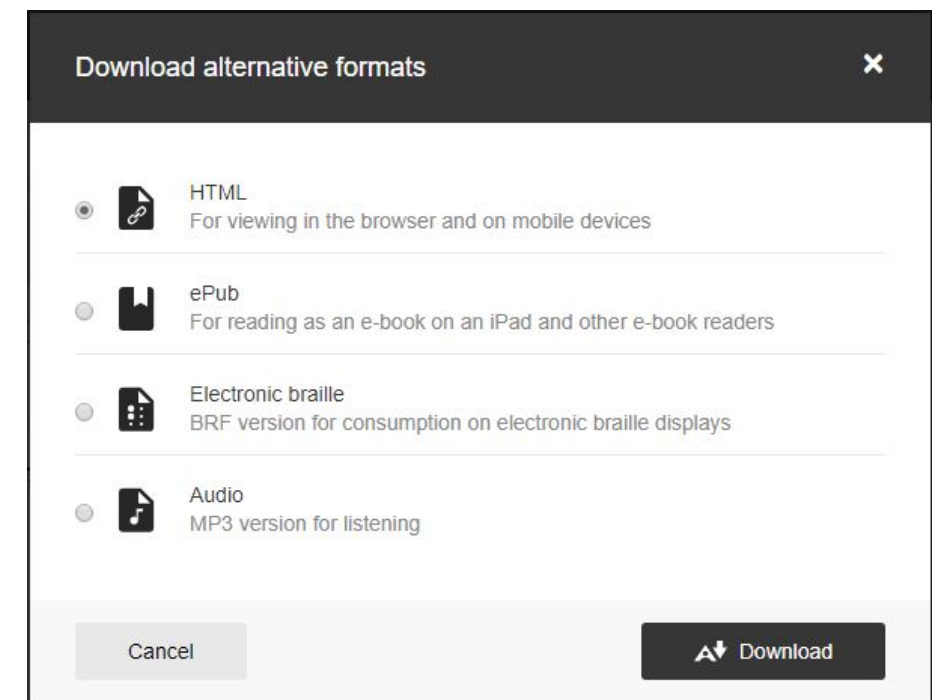 Download alternative formats
HTML
For viewing in the browser and on mobile devices
ePub
For reading as an e-book on an iPad and other e-book readers
Electronic braille
BRF version for consumption on electronic braille displays
Audio
MP3 version for listening
Cancel
Download